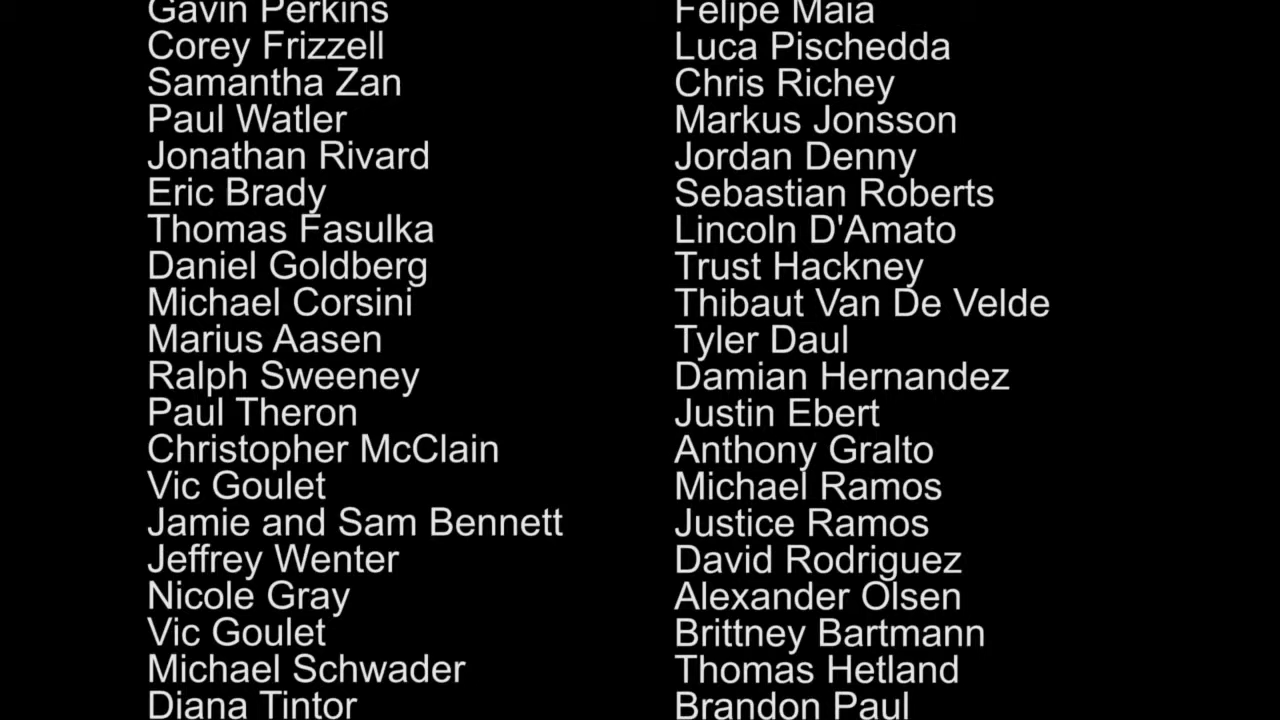 Gavin Perkins
Corey Frizzell
Samantha Zan
Paul Watler
Jonathan Rivard
Eric Brady
Thomas Fasulka
Daniel Goldberg
Michael Corsini
Marius Aasen
Ralph Sweeney
Paul Theron
Christopher McClain
Vic Goulet
Jamie and Sam Bennett
Jeffrey Wenter
Nicole Gray
Vic Goulet
Michael Schwader
Diana Tintor
Felipe Maia
Luca Pischedda
Chris Richey
Markus Jonsson
Jordan Denny
Sebastian Roberts
Lincoln D'Amato
Trust Hackney
Thibaut Van De Velde
Tyler Daul
Damian Hernandez
Justin Ebert
Anthony Gralto
Michael Ramos
Justice Ramos
David Rodriguez
Alexander Olsen
Brittney Bartmann
Thomas Hetland
Brandon Paul